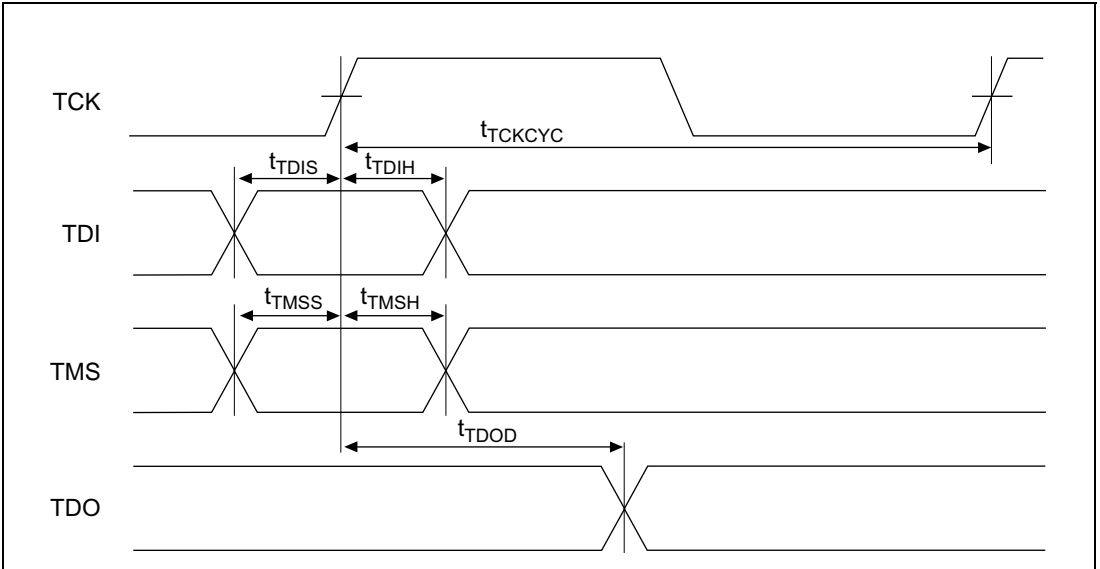 TCK
tTCKCYC
tTDIS tTDIH
TDI
tTMSS tTMSH
TMS
tTDOD
TDO